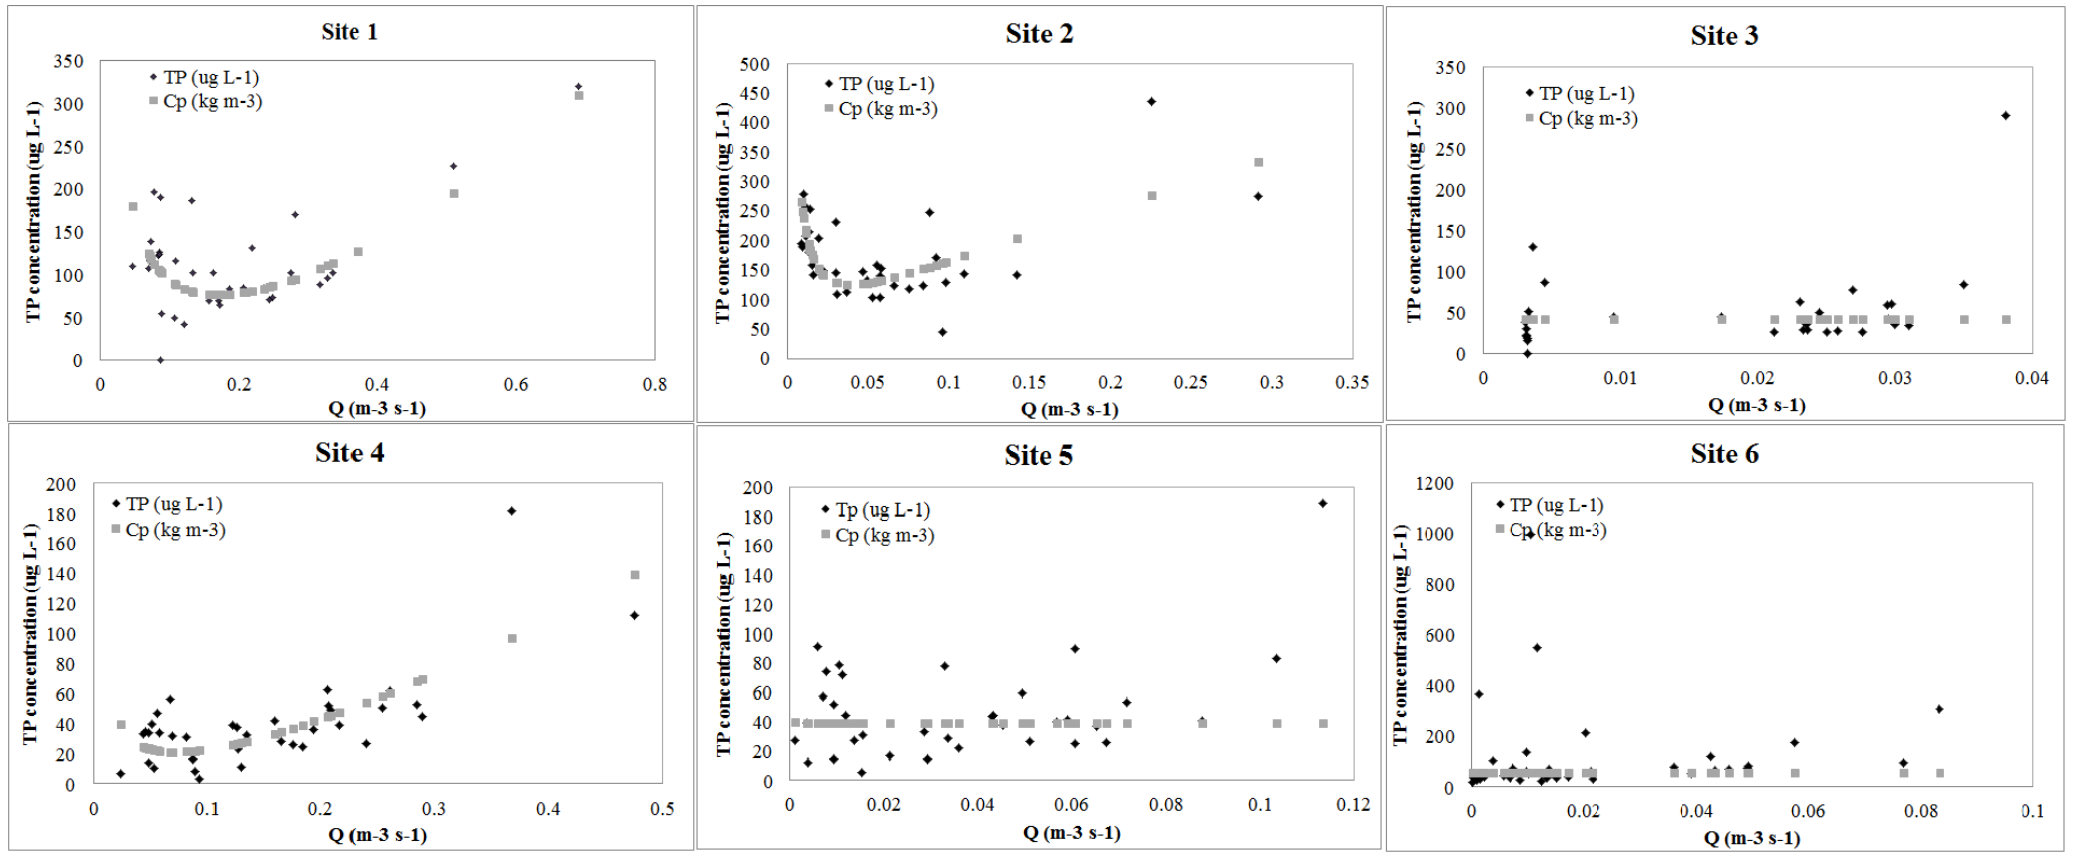 Site 1
350
300
250
200
150
100
50
0
TP concentration (ug L-1)
TP (ug L-1)
Cp (kg m-3)
0 0.2 0.4 0.6 0.8
Q (m-3 s-1)
Site 2
500
450
400
350
300
250
200
150
100
50
0
TP concentration (ug L-1)
TP (ug L-1)
Cp (kg m-3)
0 0.05 0.1 0.15 0.2 0.25 0.3 0.35
Q (m-3 s-1)
Site 3
350
300
250
200
150
100
50
0
TP concentration (ug L-1)
TP (ug L-1)
Cp (kg m-3)
0 0.01 0.02 0.03 0.04
Q (m-3 s-1)
Site 4
200
180
160
140
120
100
80
60
40
20
0
TP concentration (ug L-1)
TP (ug L-1)
Cp (kg m-3)
0 0.1 0.2 0.3 0.4 0.5
Q (m-3 s-1)
Site 5
200
180
160
140
120
100
80
60
40
20
0
TP concentration (ug L-1)
Tp (ug L-1)
Cp (kg m-3)
0 0.02 0.04 0.06 0.08 0.1 0.12
Q (m-3 s-1)
Site 6
1200
1000
800
600
400
200
0
TP concentration (ug L-1)
TP (ug L-1)
Cp (kg m-3)
0 0.02 0.04 0.06 0.08 0.1
Q (m-3 s-1)